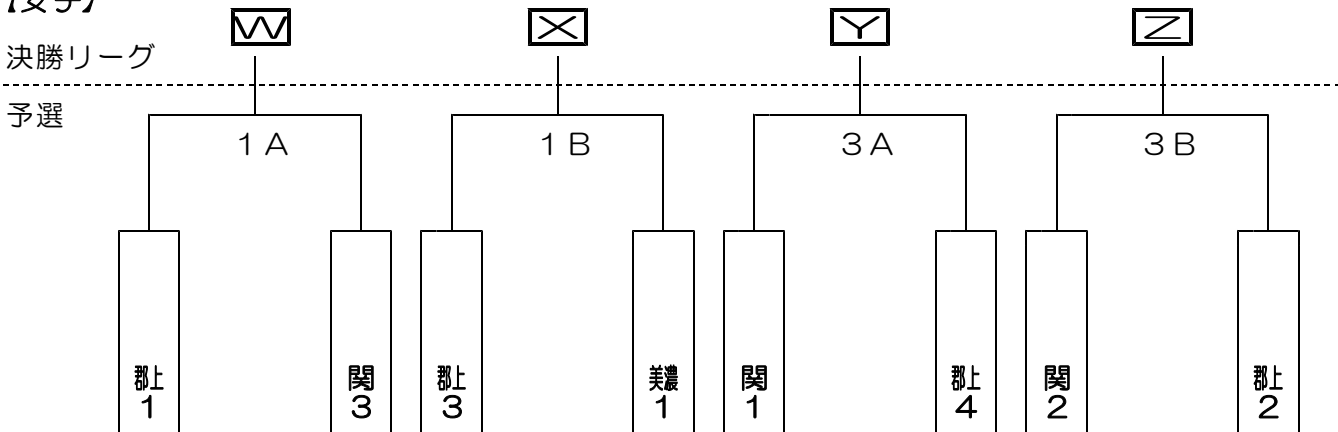 【女子】
W X Y Z
決勝リーグ
予選
1A 1B 3A 3B
郡上1 関3 郡上3 美濃1 関1 郡上4 関2 郡上2